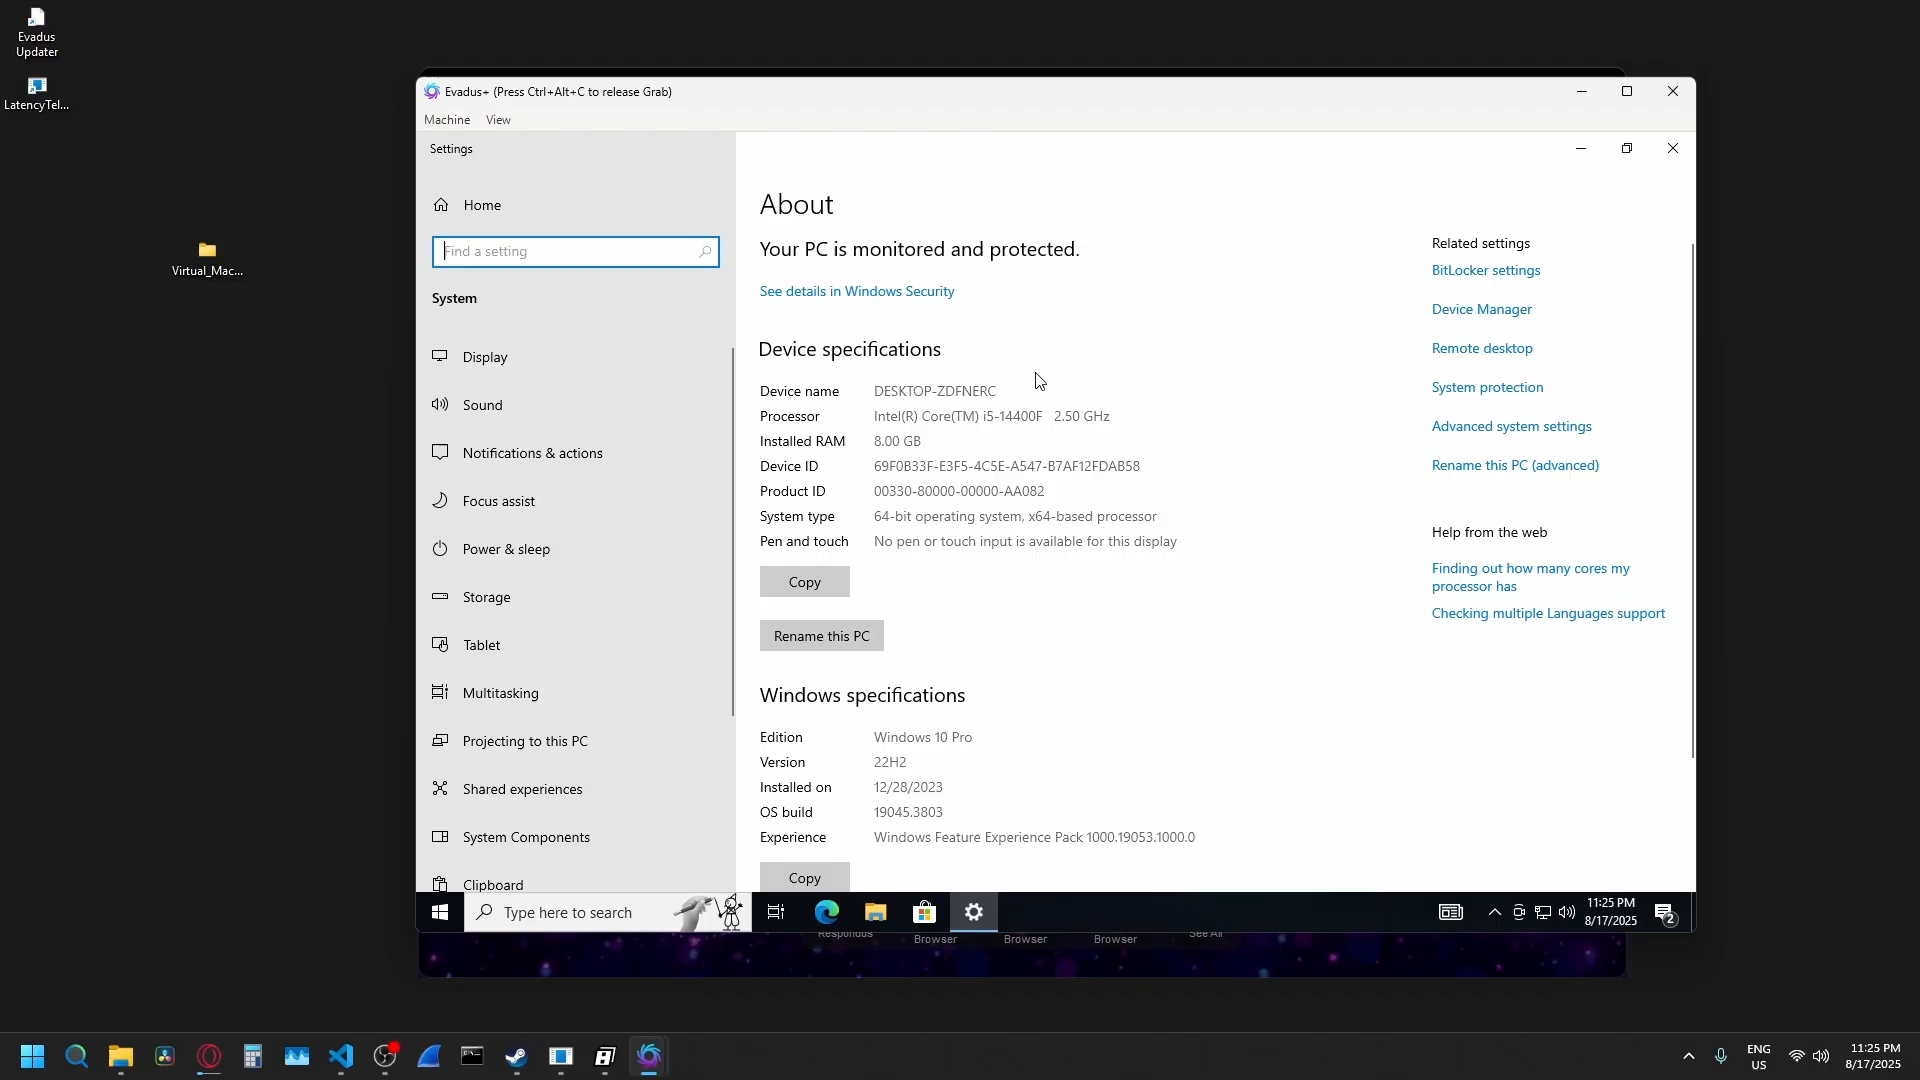 Evadus
Updater
LatencyTel...
Virtual_Mac...
Evadus+ (Press Ctrl+Alt+C to release Grab)
Machine View
Settings
Home
Find a setting
System
Display
Sound
Notifications & actions
Focus assist
Power & sleep
Storage
Tablet
Multitasking
Projecting to this PC
Shared experiences
System Components
Clipboard
About
Your PC is monitored and protected.
See details in Windows Security
Device specifications
Device name DESKTOP-ZDFNERC
Processor Intel(R) Core(TM) i5-14400F 2.50 GHz
Installed RAM 8.00 GB
Device ID 69F0B33F-E3F5-4C5E-A547-B7AF12FDAB58
Product ID 00330-80000-00000-AA082
System type 64-bit operating system, x64-based processor
Pen and touch No pen or touch input is available for this display
Copy
Rename this PC
Windows specifications
Edition Windows 10 Pro
Version 22H2
Installed on 12/28/2023
OS build 19045.3803
Experience Windows Feature Experience Pack 1000.19053.1000.0
Copy
Related settings
BitLocker settings
Device Manager
Remote desktop
System protection
Advanced system settings
Rename this PC (advanced)
Help from the web
Finding out how many cores my
processor has
Checking multiple Languages support
Type here to search
11:25 PM
8/17/2025
2
Respondus Browser Browser Browser See All
ENG
US
11:25 PM
8/17/2025